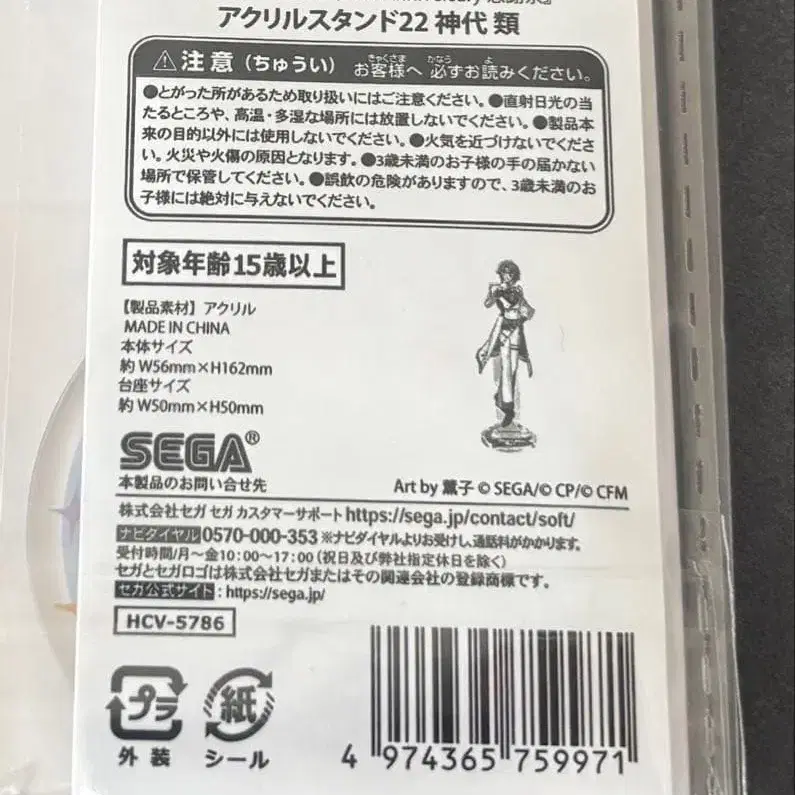 アクリルスタンド22 神代 類
⚠注意（ちゅうい） お客様へ 必ずお読みください。
きゃくさま かなら よ
●とがった所があるため取り扱いにはご注意ください。●直射日光の当
たるところや、高温・多湿な場所には放置しないでください。●製品本
来の目的以外には使用しないでください。●火気を近づけないでくださ
い。火災や火傷の原因となります。●3歳未満のお子様の手の届かない
場所で保管してください。●誤飲の危険がありますので、3歳未満のお
子様には絶対に与えないでください。
対象年齢15歳以上
【製品素材】アクリル
MADE IN CHINA
本体サイズ
約 W56mm×H162mm
台座サイズ
約 W50mm×H50mm
SEGA®
本製品のお問い合せ先
Art by 薫子 © SEGA/© CP/© CFM
株式会社セガ セガ カスタマーサポート https://sega.jp/contact/soft/
ナビダイヤル 0570-000-353 ※ナビダイヤルよりお受けし、通話料がかかります。
受付時間/月～金10:00～17:00（祝日及び弊社指定休日を除く）
セガとセガロゴは株式会社セガまたはその関連会社の登録商標です。
セガ公式サイト：https://sega.jp/
HCV-5786
プラ
外装
紙
シール
4 974365 759971